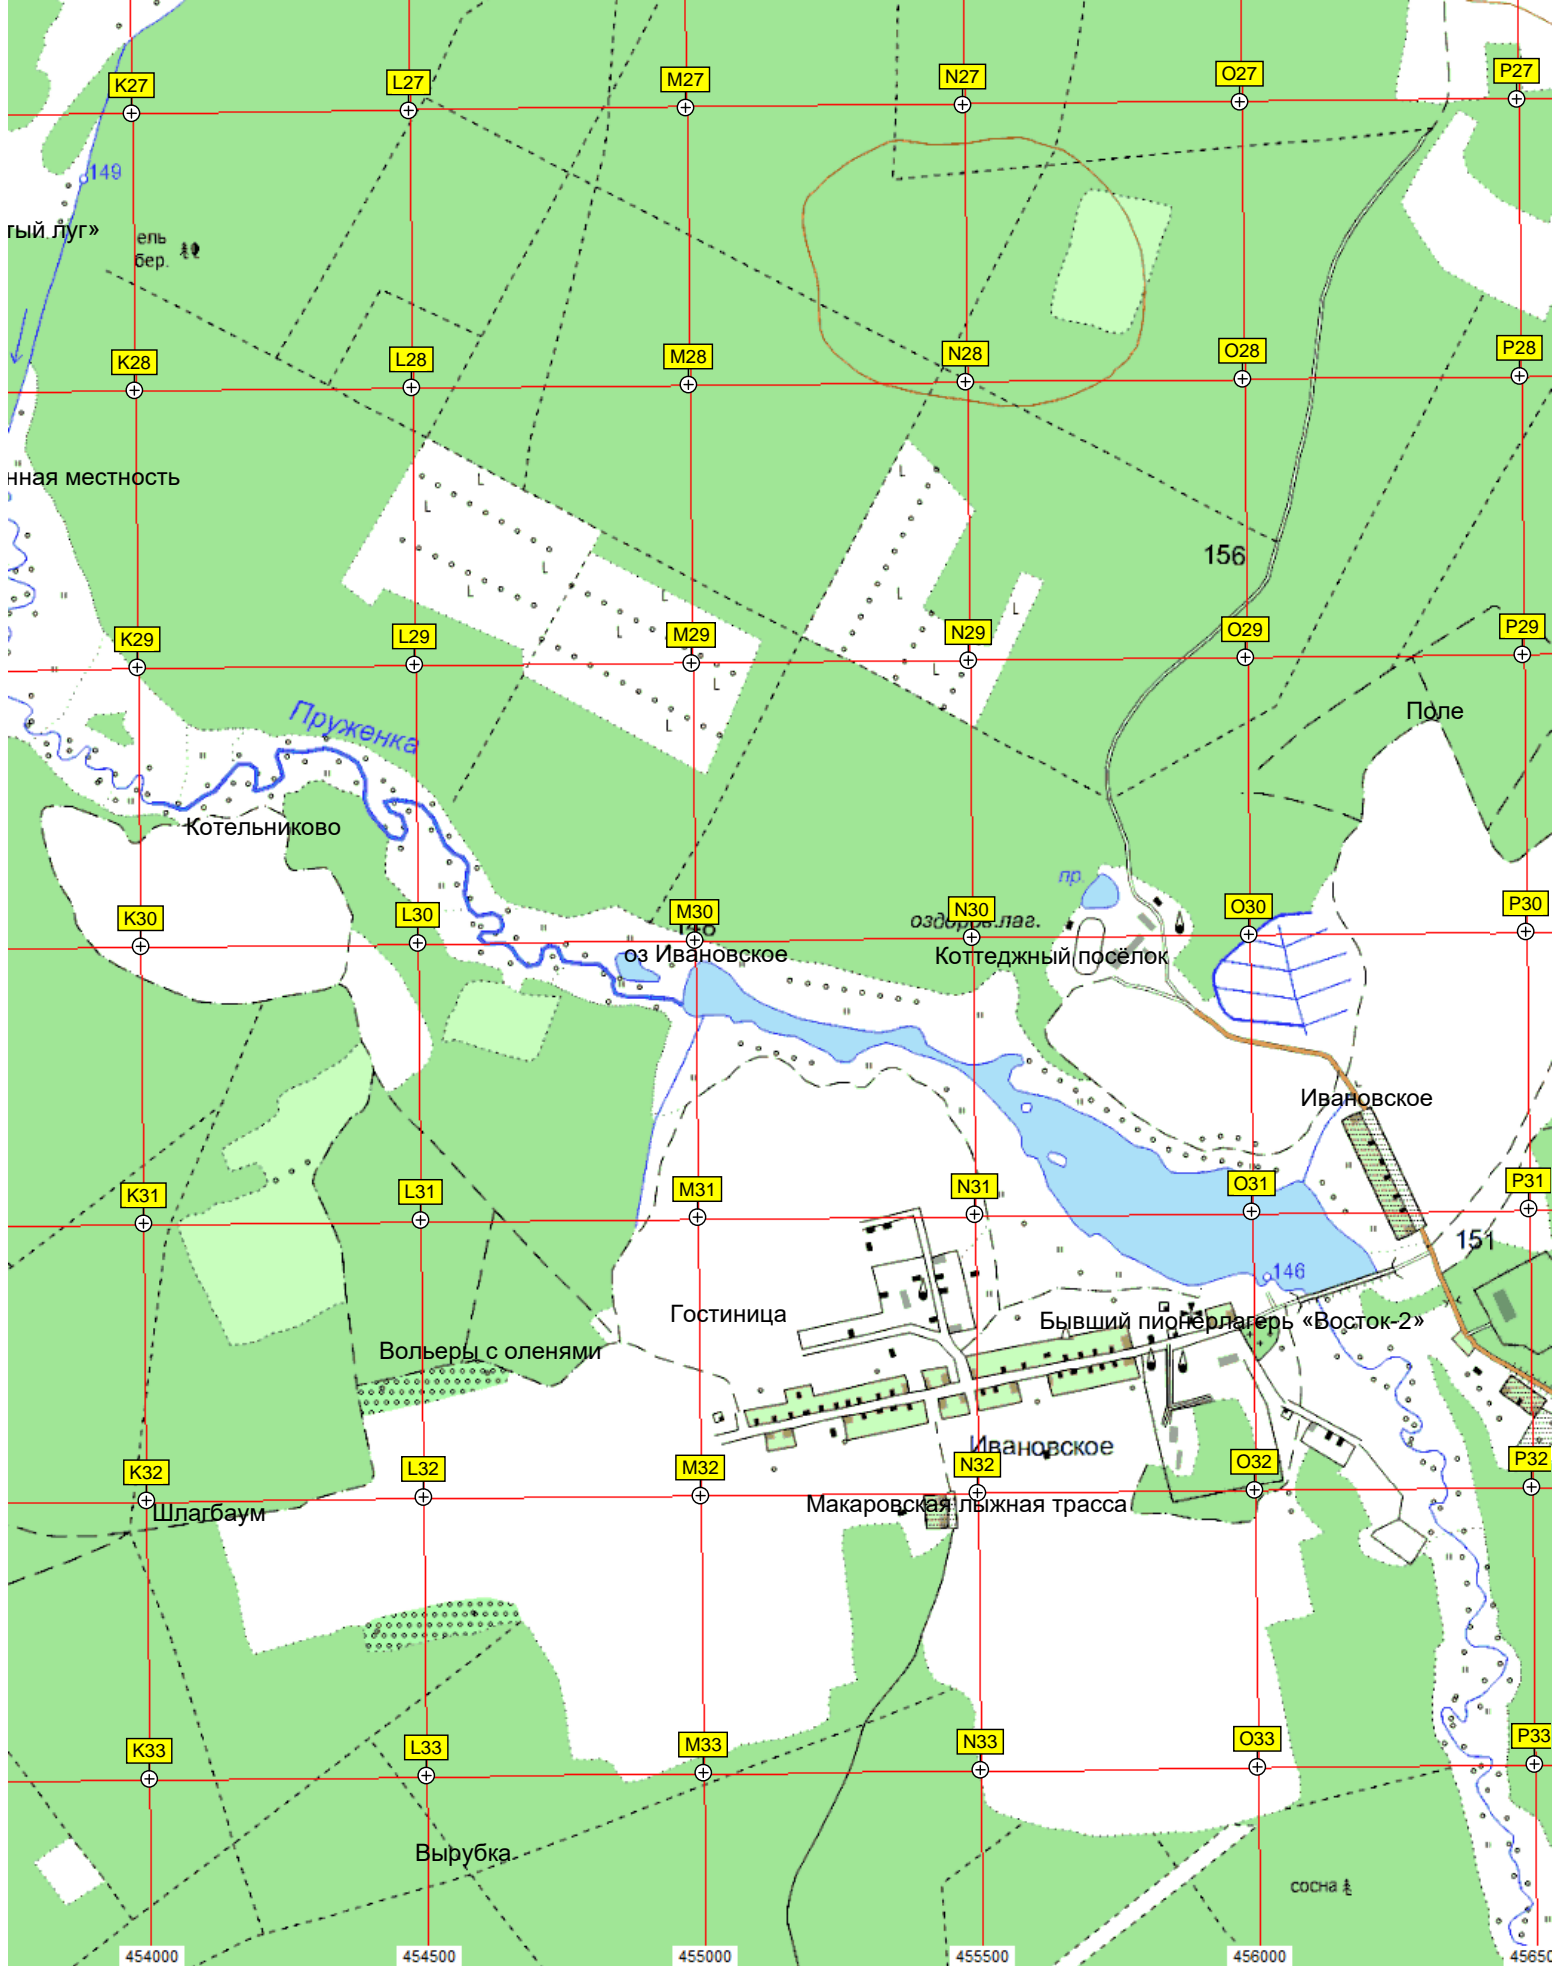 K27
L27
M27
N27
O27
P27
149
тый луг»
ель
бер.
K28
L28
M28
N28
O28
P28
нная местность
156
K29
L29
M29
N29
O29
P29
Пруженка
Поле
Котельниково
пр.
K30
L30
M30
N30
O30
P30
оздоров.лаг.
оз Ивановское
Коттеджный посёлок
Ивановское
K31
L31
M31
N31
O31
P31
151
146
Гостиница
Бывший пионерлагерь «Восток-2»
Вольеры с оленями
Ивановское
K32
L32
M32
N32
O32
P32
Шлагбаум
Макаровская лыжная трасса
K33
L33
M33
N33
O33
P33
Вырубка
сосна
454000
454500
455000
455500
456000
45650